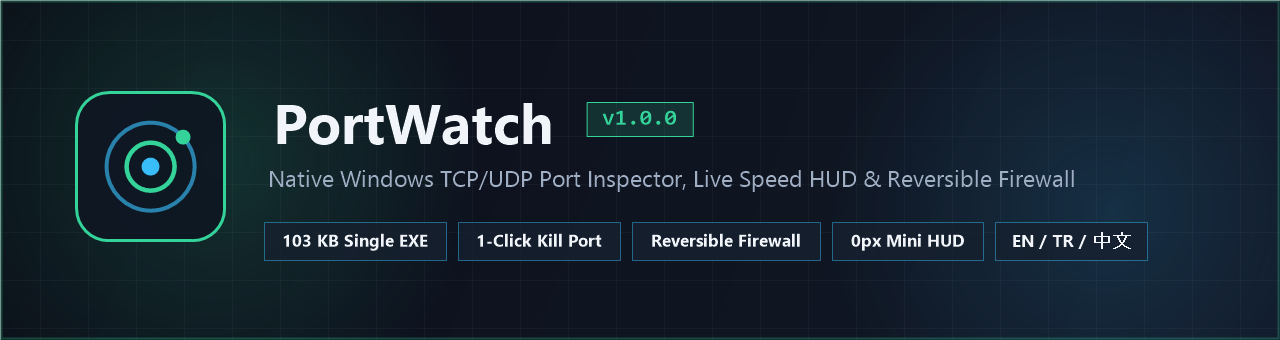 PortWatch v1.0.0
Native Windows TCP/UDP Port Inspector, Live Speed HUD & Reversible Firewall
103 KB Single EXE 1-Click Kill Port Reversible Firewall 0px Mini HUD EN / TR / 中文